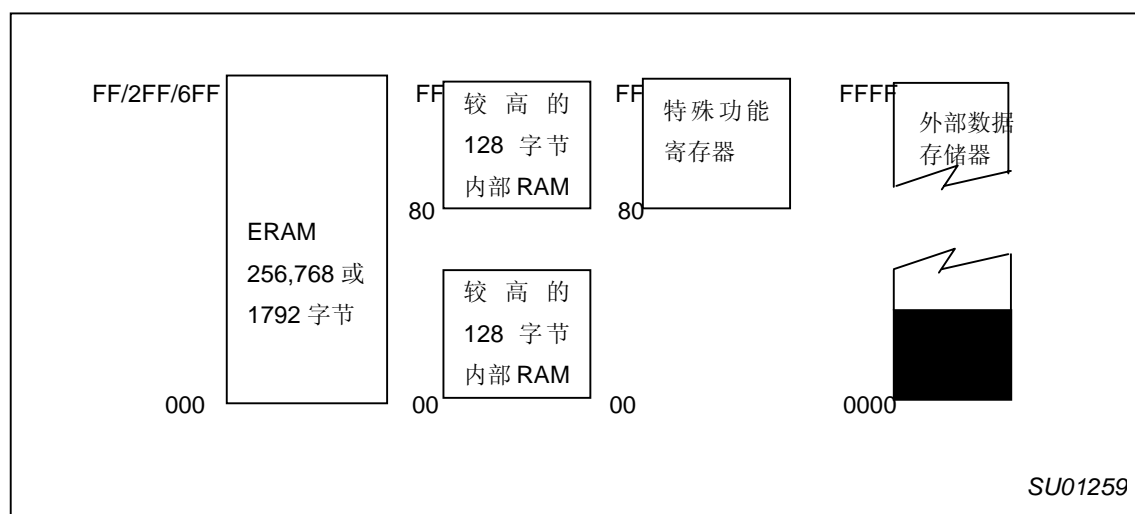 FF/2FF/6FF
ERAM
256,768 或
1792 字节
000
FF
较高的
128 字节
内部 RAM
80
较高的
128 字节
内部 RAM
00
FF
特殊功能
寄存器
80
00
FFFF
外部数据
存储器
0000
SU01259